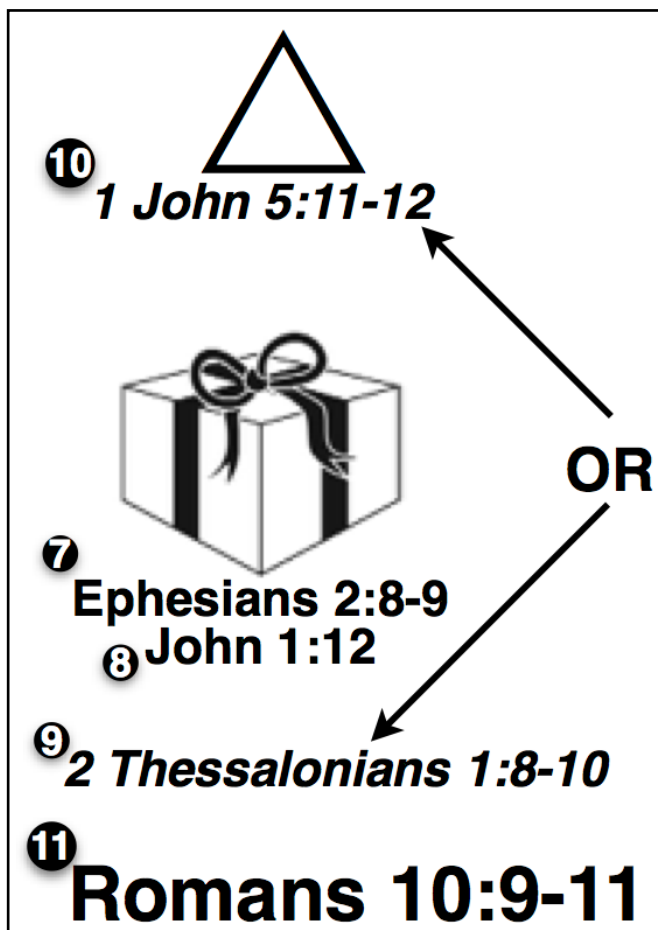 10
1 John 5:11-12
OR
7
Ephesians 2:8-9
8 John 1:12
9
2 Thessalonians 1:8-10
11
Romans 10:9-11